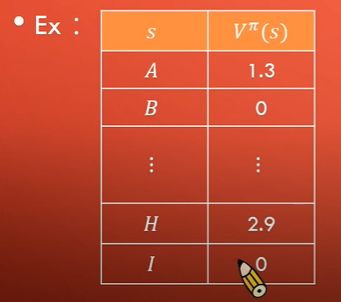 • Ex :
s V^π(s)
A 1.3
B 0
⋮ ⋮
H 2.9
I 0